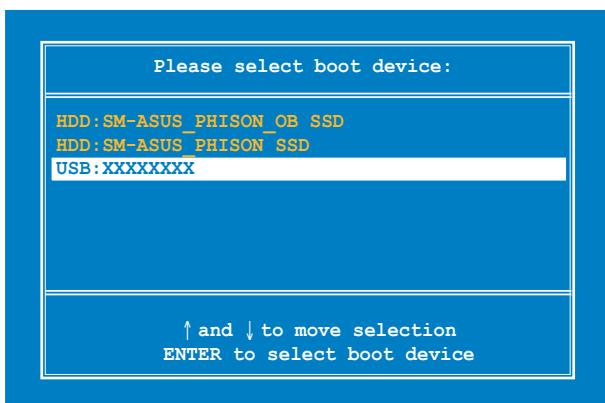 Please select boot device:
HDD:SM-ASUS_PHISON_OB SSD
HDD:SM-ASUS_PHISON SSD
USB:XXXXXXXX
↑ and ↓ to move selection
ENTER to select boot device